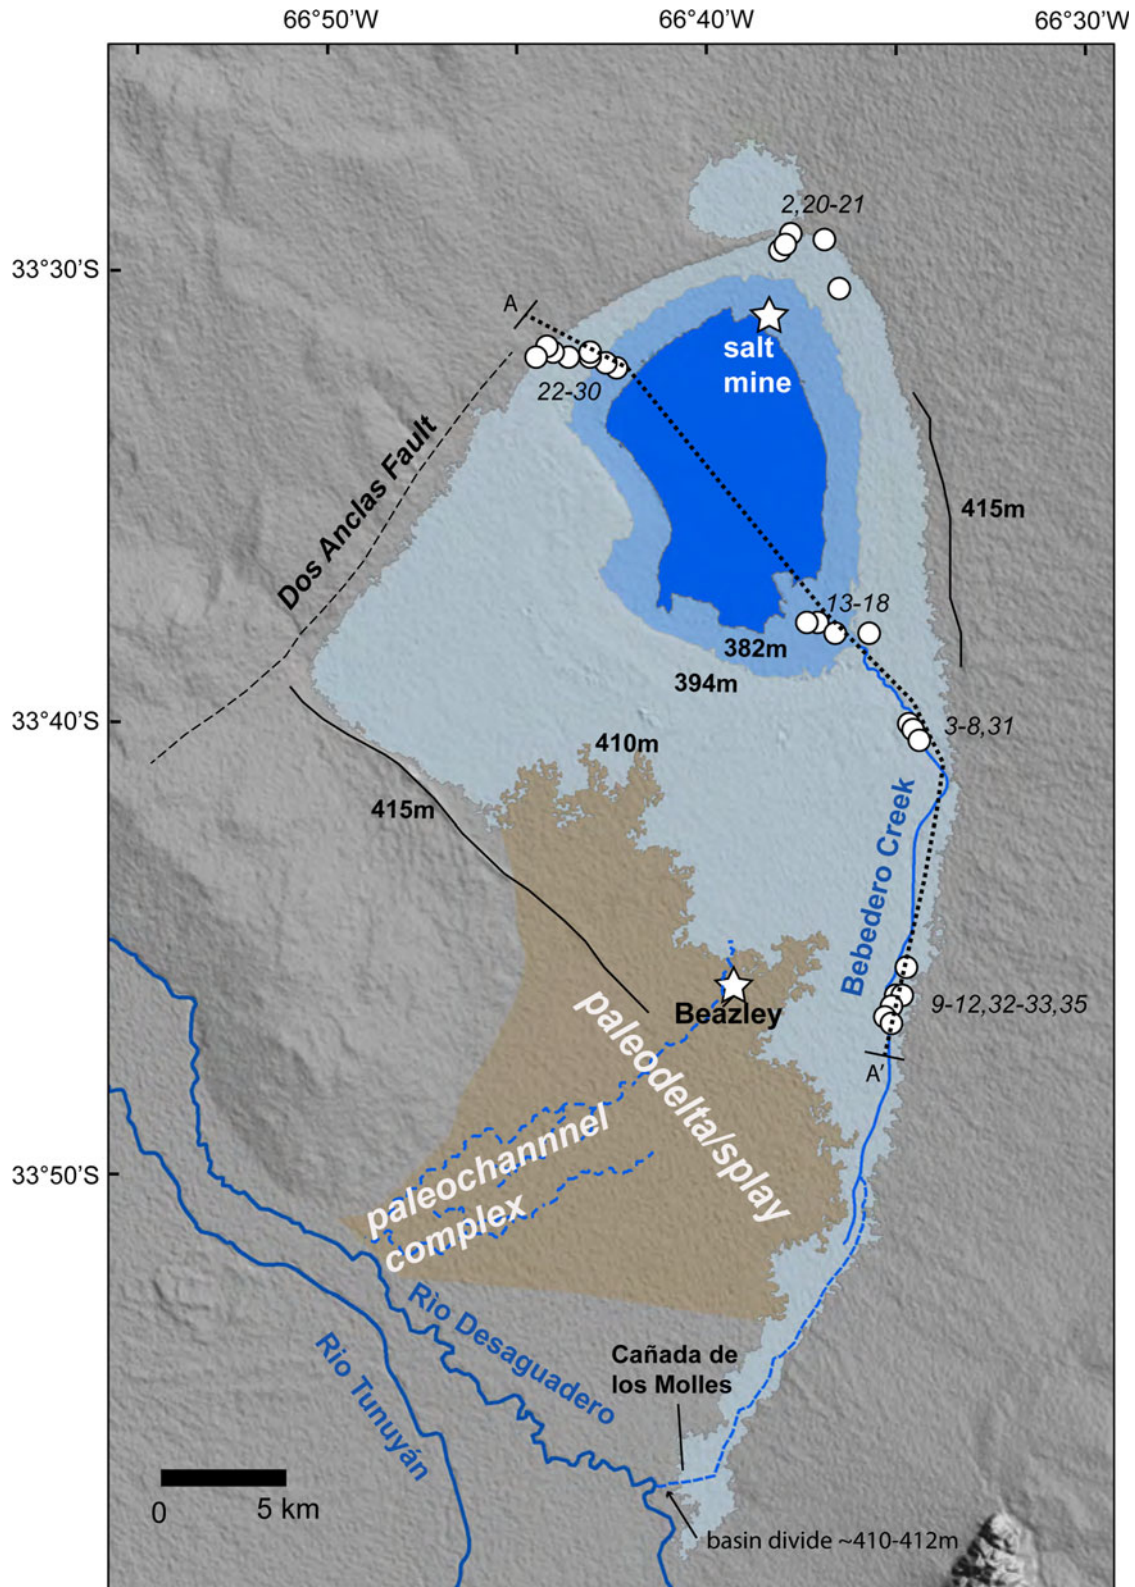 66°50'W
66°40'W
66°30'W
33°30'S
33°40'S
33°50'S
2,20-21
A
salt
mine
22-30
Dos Anclas Fault
415m
13-18
382m
394m
3-8,31
410m
415m
Bebedero Creek
Beazley
9-12,32-33,35
A'
paleodelta/splay
paleochannnel
complex
Rìo Desaguadero
Rio Tunuyán
Cañada de
los Molles
0
5 km
basin divide ~410-412m